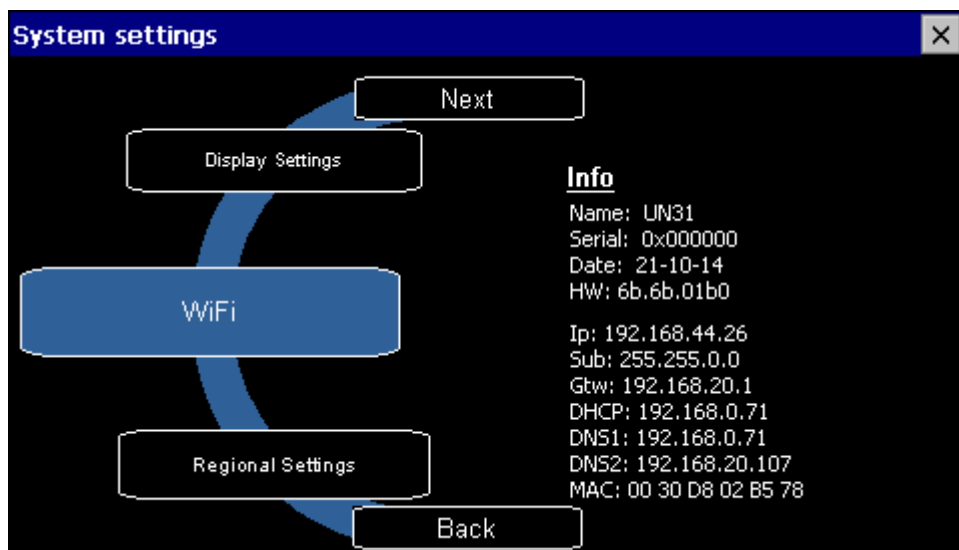 System settings
Next
Display Settings
WiFi
Regional Settings
Back
Info
Name: UN31
Serial: 0x000000
Date: 21-10-14
HW: 6b.6b.01b0
Ip: 192.168.44.26
Sub: 255.255.0.0
Gtw: 192.168.20.1
DHCP: 192.168.0.71
DNS1: 192.168.0.71
DNS2: 192.168.20.107
MAC: 00 30 D8 02 B5 78